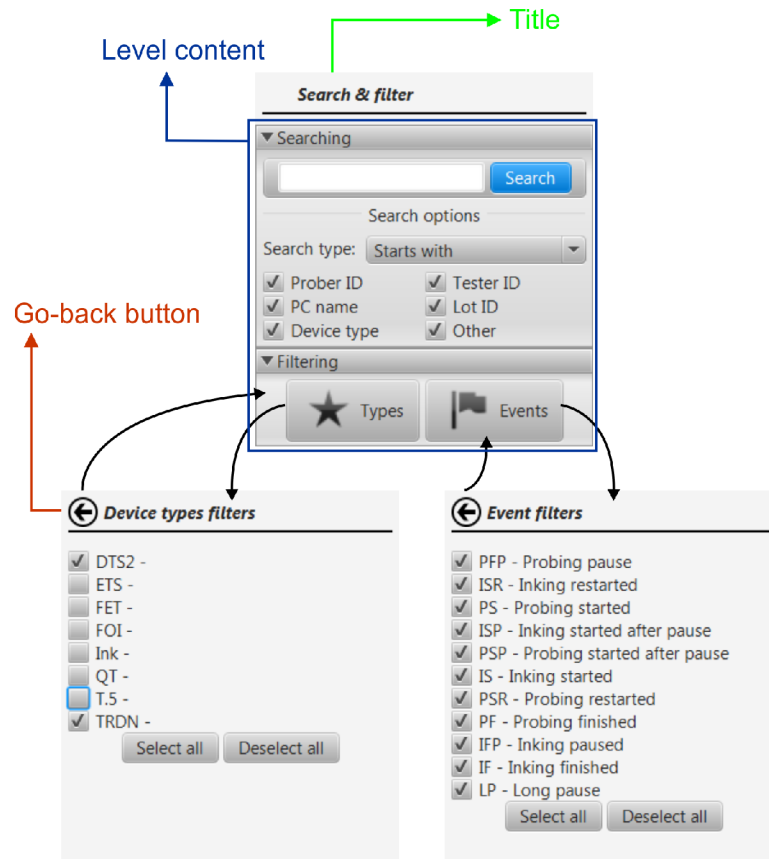 Title
Level content
Search & filter
Searching
Search
Search options
Search type: Starts with
Prober ID Tester ID
PC name Lot ID
Device type Other
Go-back button
Filtering
Types Events
Device types filters
DTS2 -
ETS -
FET -
FOI -
Ink -
QT -
T.5 -
TRDN -
Select all Deselect all
Event filters
PFP - Probing pause
ISR - Inking restarted
PS - Probing started
ISP - Inking started after pause
PSP - Probing started after pause
IS - Inking started
PSR - Probing restarted
PF - Probing finished
IFP - Inking paused
IF - Inking finished
LP - Long pause
Select all Deselect all